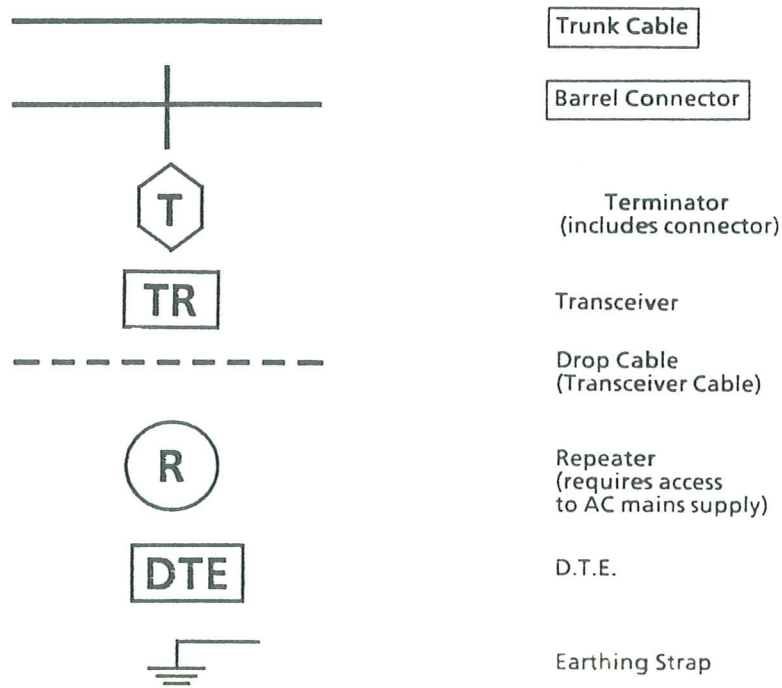 Trunk Cable
Barrel Connector
T
Terminator
(includes connector)
TR
Transceiver
Drop Cable
(Transceiver Cable)
R
Repeater
(requires access
to AC mains supply)
DTE
D.T.E.
Earthing Strap